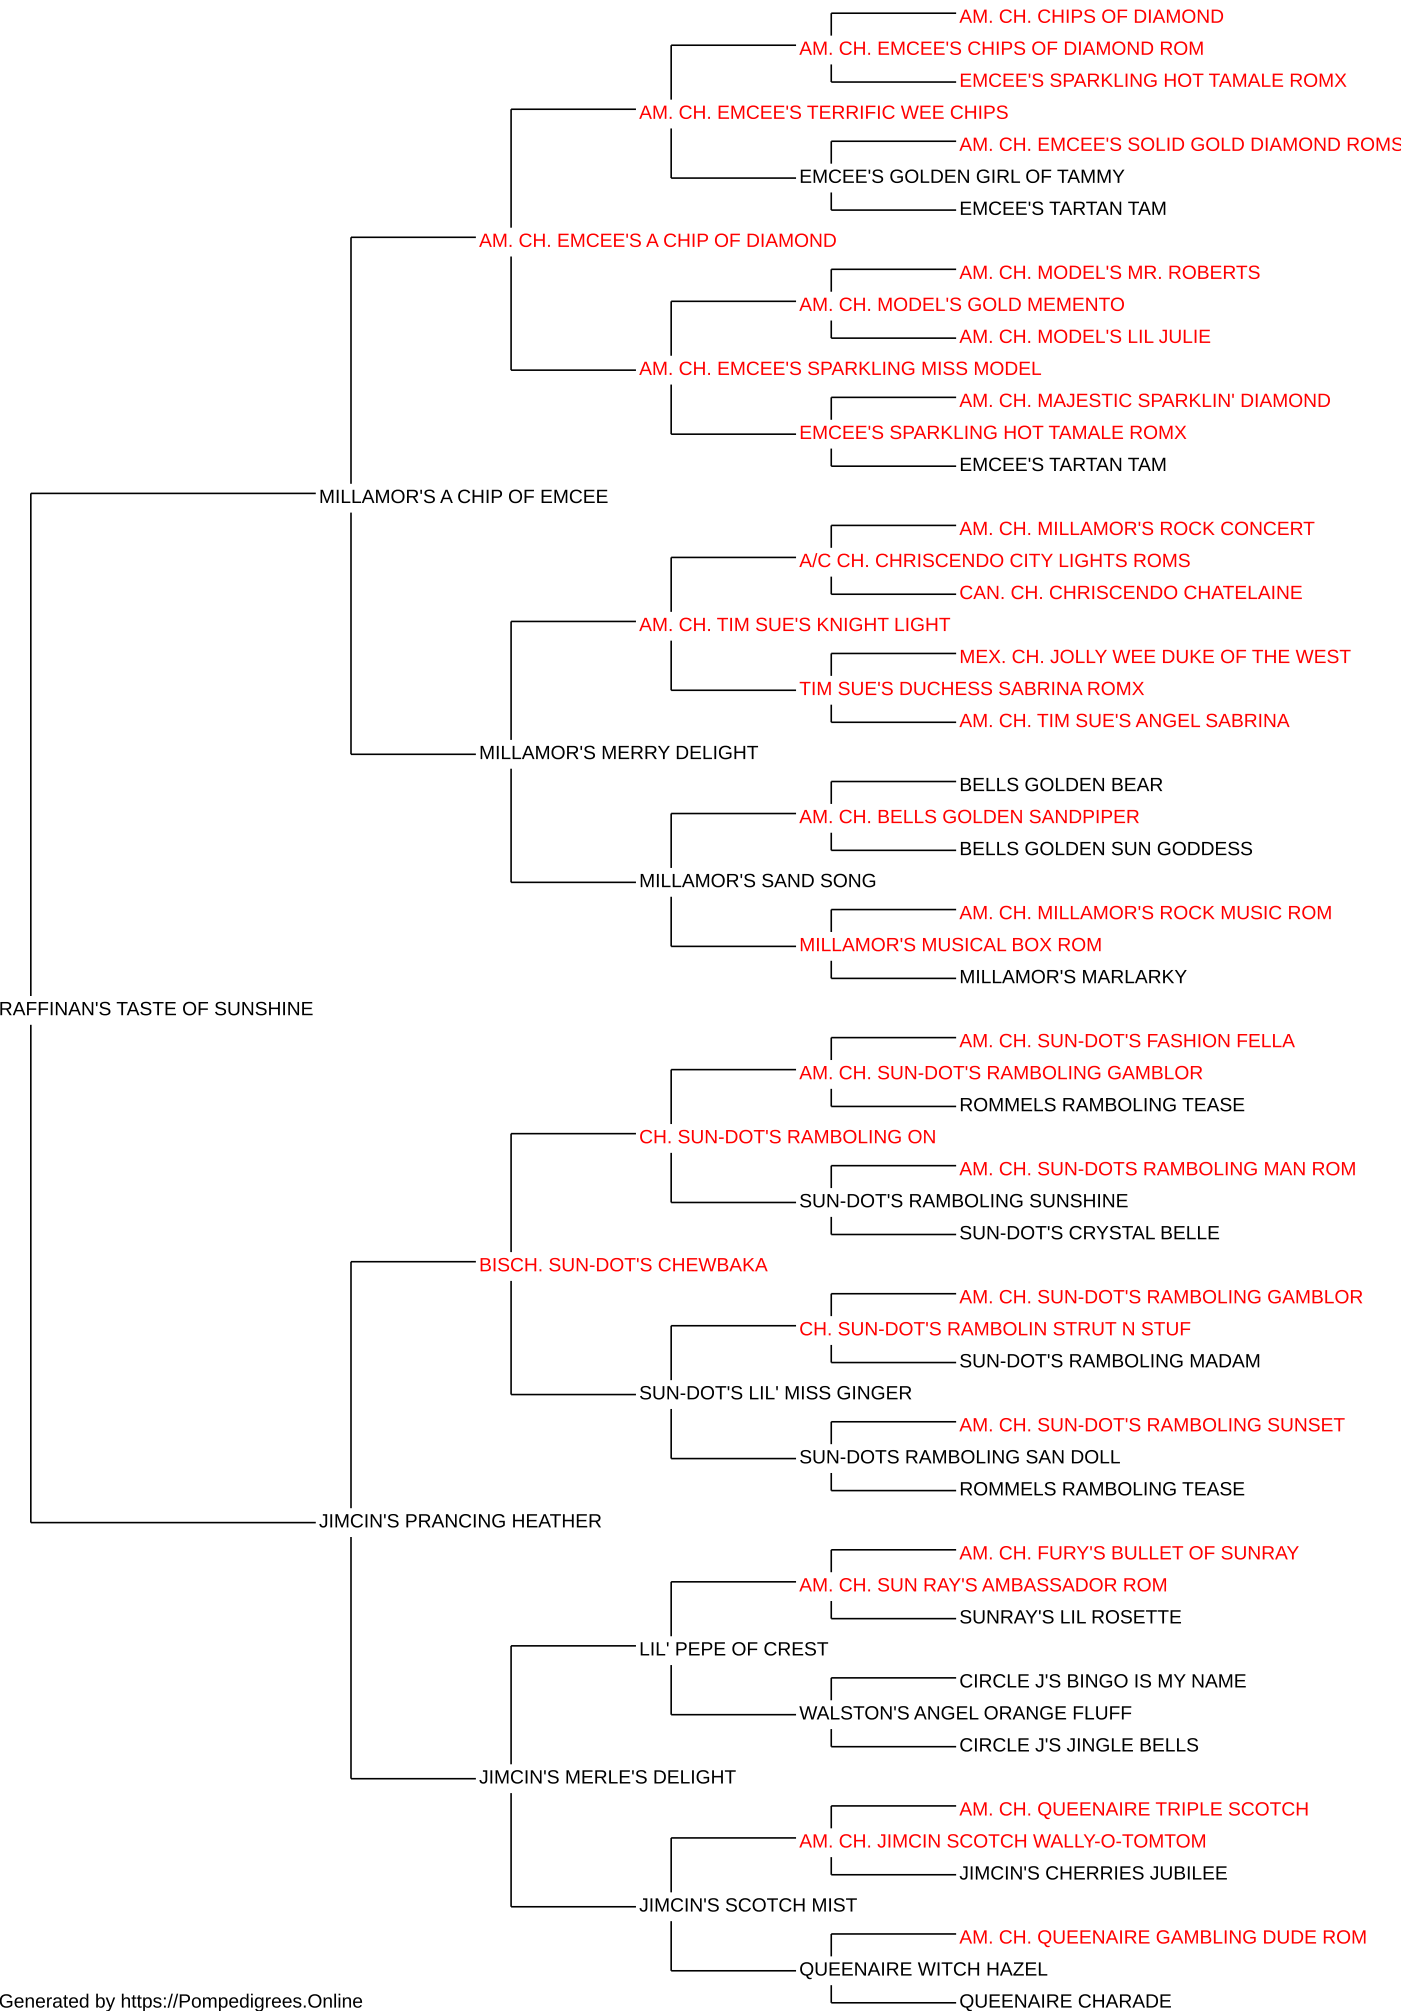 AM. CH. CHIPS OF DIAMOND
AM. CH. EMCEE'S CHIPS OF DIAMOND ROM
EMCEE'S SPARKLING HOT TAMALE ROMX
AM. CH. EMCEE'S TERRIFIC WEE CHIPS
AM. CH. EMCEE'S SOLID GOLD DIAMOND ROMS
EMCEE'S GOLDEN GIRL OF TAMMY
EMCEE'S TARTAN TAM
AM. CH. EMCEE'S A CHIP OF DIAMOND
AM. CH. MODEL'S MR. ROBERTS
AM. CH. MODEL'S GOLD MEMENTO
AM. CH. MODEL'S LIL JULIE
AM. CH. EMCEE'S SPARKLING MISS MODEL
AM. CH. MAJESTIC SPARKLIN' DIAMOND
EMCEE'S SPARKLING HOT TAMALE ROMX
EMCEE'S TARTAN TAM
MILLAMOR'S A CHIP OF EMCEE
AM. CH. MILLAMOR'S ROCK CONCERT
A/C CH. CHRISCENDO CITY LIGHTS ROMS
CAN. CH. CHRISCENDO CHATELAINE
AM. CH. TIM SUE'S KNIGHT LIGHT
MEX. CH. JOLLY WEE DUKE OF THE WEST
TIM SUE'S DUCHESS SABRINA ROMX
AM. CH. TIM SUE'S ANGEL SABRINA
MILLAMOR'S MERRY DELIGHT
BELLS GOLDEN BEAR
AM. CH. BELLS GOLDEN SANDPIPER
BELLS GOLDEN SUN GODDESS
MILLAMOR'S SAND SONG
AM. CH. MILLAMOR'S ROCK MUSIC ROM
MILLAMOR'S MUSICAL BOX ROM
MILLAMOR'S MARLARKY
RAFFINAN'S TASTE OF SUNSHINE
AM. CH. SUN-DOT'S FASHION FELLA
AM. CH. SUN-DOT'S RAMBOLING GAMBLOR
ROMMELS RAMBOLING TEASE
CH. SUN-DOT'S RAMBOLING ON
AM. CH. SUN-DOTS RAMBOLING MAN ROM
SUN-DOT'S RAMBOLING SUNSHINE
SUN-DOT'S CRYSTAL BELLE
BISCH. SUN-DOT'S CHEWBAKA
AM. CH. SUN-DOT'S RAMBOLING GAMBLOR
CH. SUN-DOT'S RAMBOLIN STRUT N STUF
SUN-DOT'S RAMBOLING MADAM
SUN-DOT'S LIL' MISS GINGER
AM. CH. SUN-DOT'S RAMBOLING SUNSET
SUN-DOTS RAMBOLING SAN DOLL
ROMMELS RAMBOLING TEASE
JIMCIN'S PRANCING HEATHER
AM. CH. FURY'S BULLET OF SUNRAY
AM. CH. SUN RAY'S AMBASSADOR ROM
SUNRAY'S LIL ROSETTE
LIL' PEPE OF CREST
CIRCLE J'S BINGO IS MY NAME
WALSTON'S ANGEL ORANGE FLUFF
CIRCLE J'S JINGLE BELLS
JIMCIN'S MERLE'S DELIGHT
AM. CH. QUEENAIRE TRIPLE SCOTCH
AM. CH. JIMCIN SCOTCH WALLY-O-TOMTOM
JIMCIN'S CHERRIES JUBILEE
JIMCIN'S SCOTCH MIST
AM. CH. QUEENAIRE GAMBLING DUDE ROM
QUEENAIRE WITCH HAZEL
QUEENAIRE CHARADE
Generated by https://Pompedigrees.Online